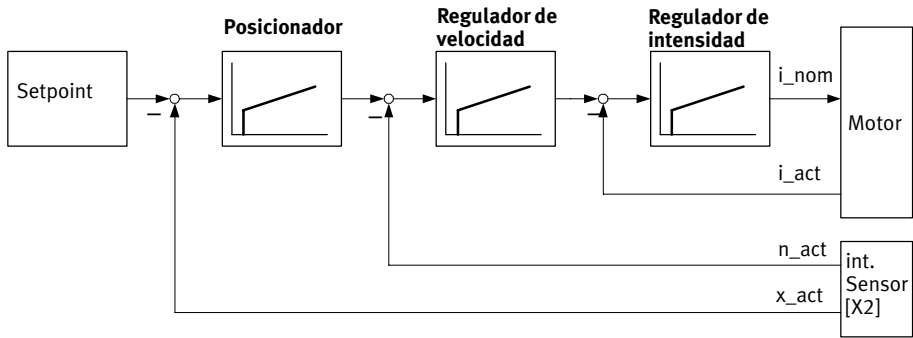 Posicionador
Regulador de
velocidad
Regulador de
intensidad
Setpoint
i_nom
Motor
i_act
n_act
x_act
int.
Sensor
[X2]